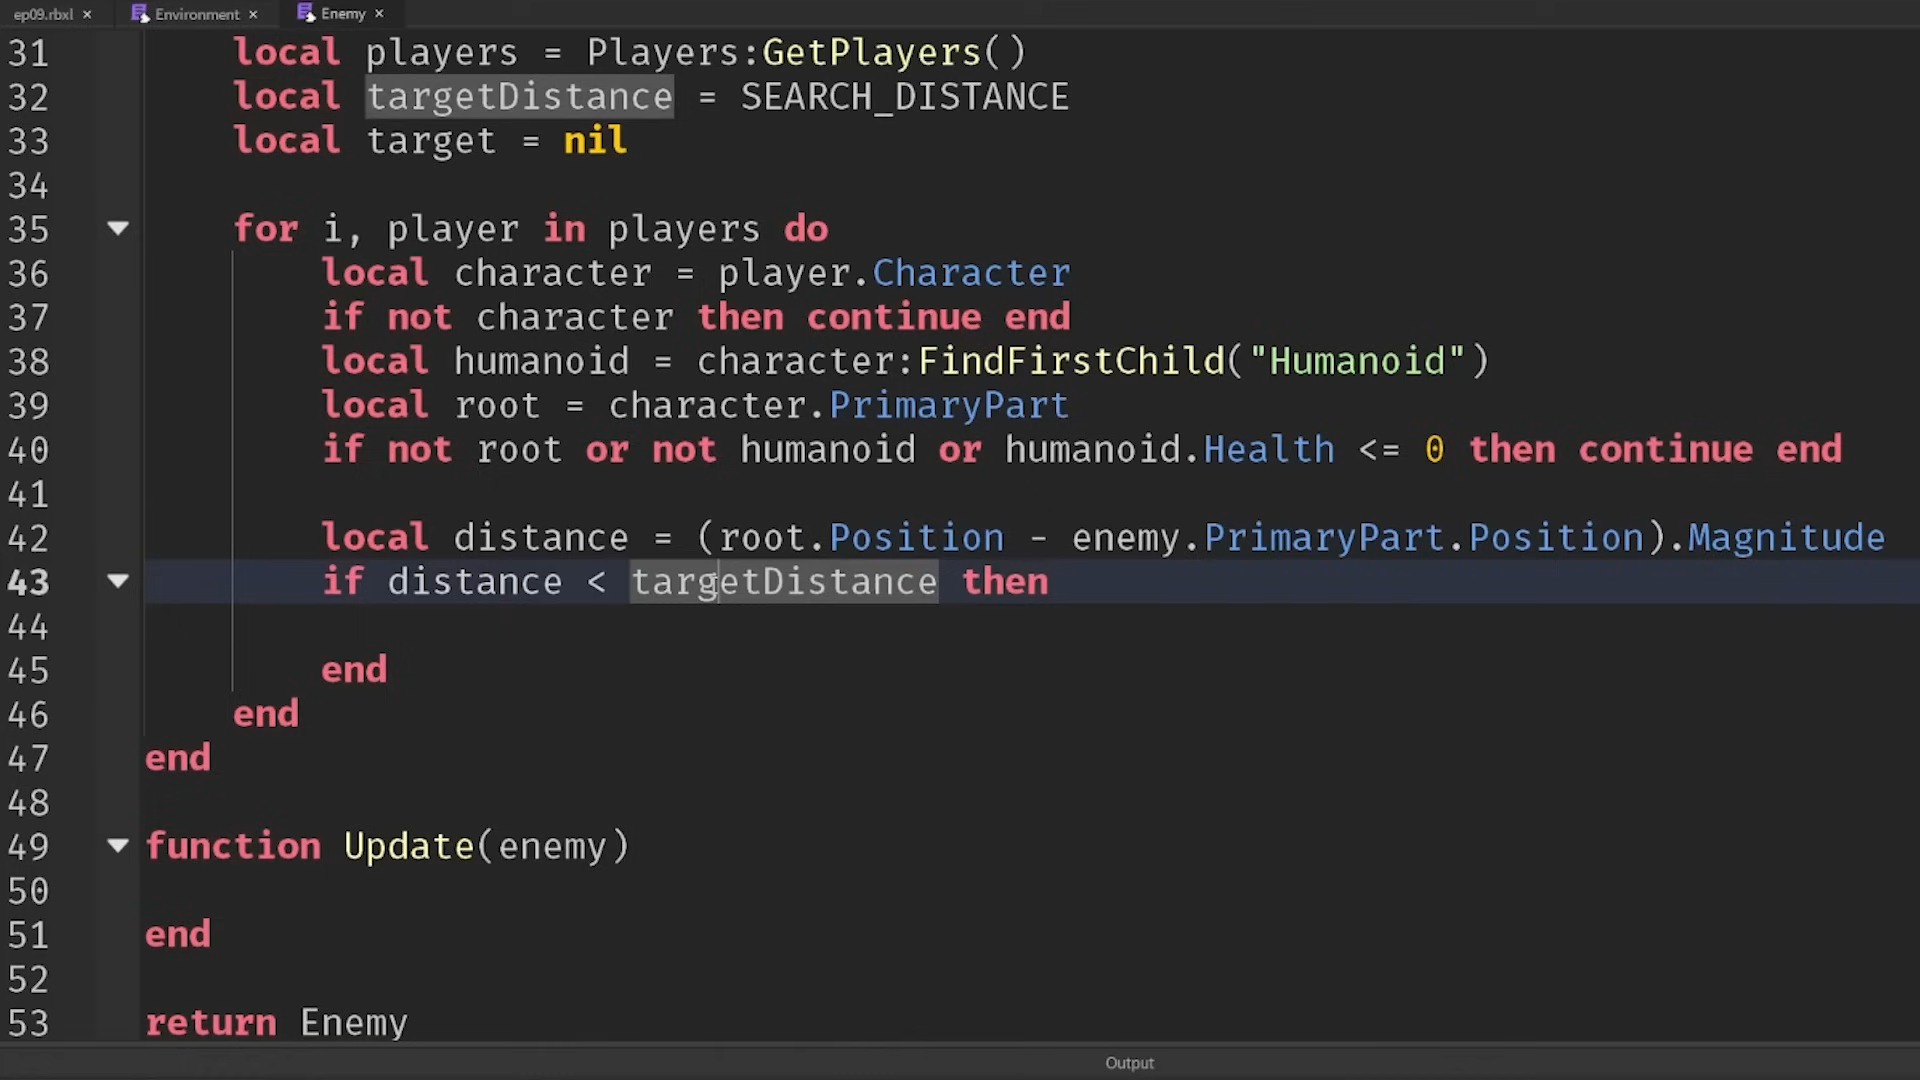 ep09.rbxl × Environment × Enemy ×
31 local players = Players:GetPlayers()
32 local targetDistance = SEARCH_DISTANCE
33 local target = nil
34
35 for i, player in players do
36 local character = player.Character
37 if not character then continue end
38 local humanoid = character:FindFirstChild("Humanoid")
39 local root = character.PrimaryPart
40 if not root or not humanoid or humanoid.Health <= 0 then continue end
41
42 local distance = (root.Position - enemy.PrimaryPart.Position).Magnitude
43 if distance < targetDistance then
44
45 end
46 end
47 end
48
49 function Update(enemy)
50
51 end
52
53 return Enemy
Output